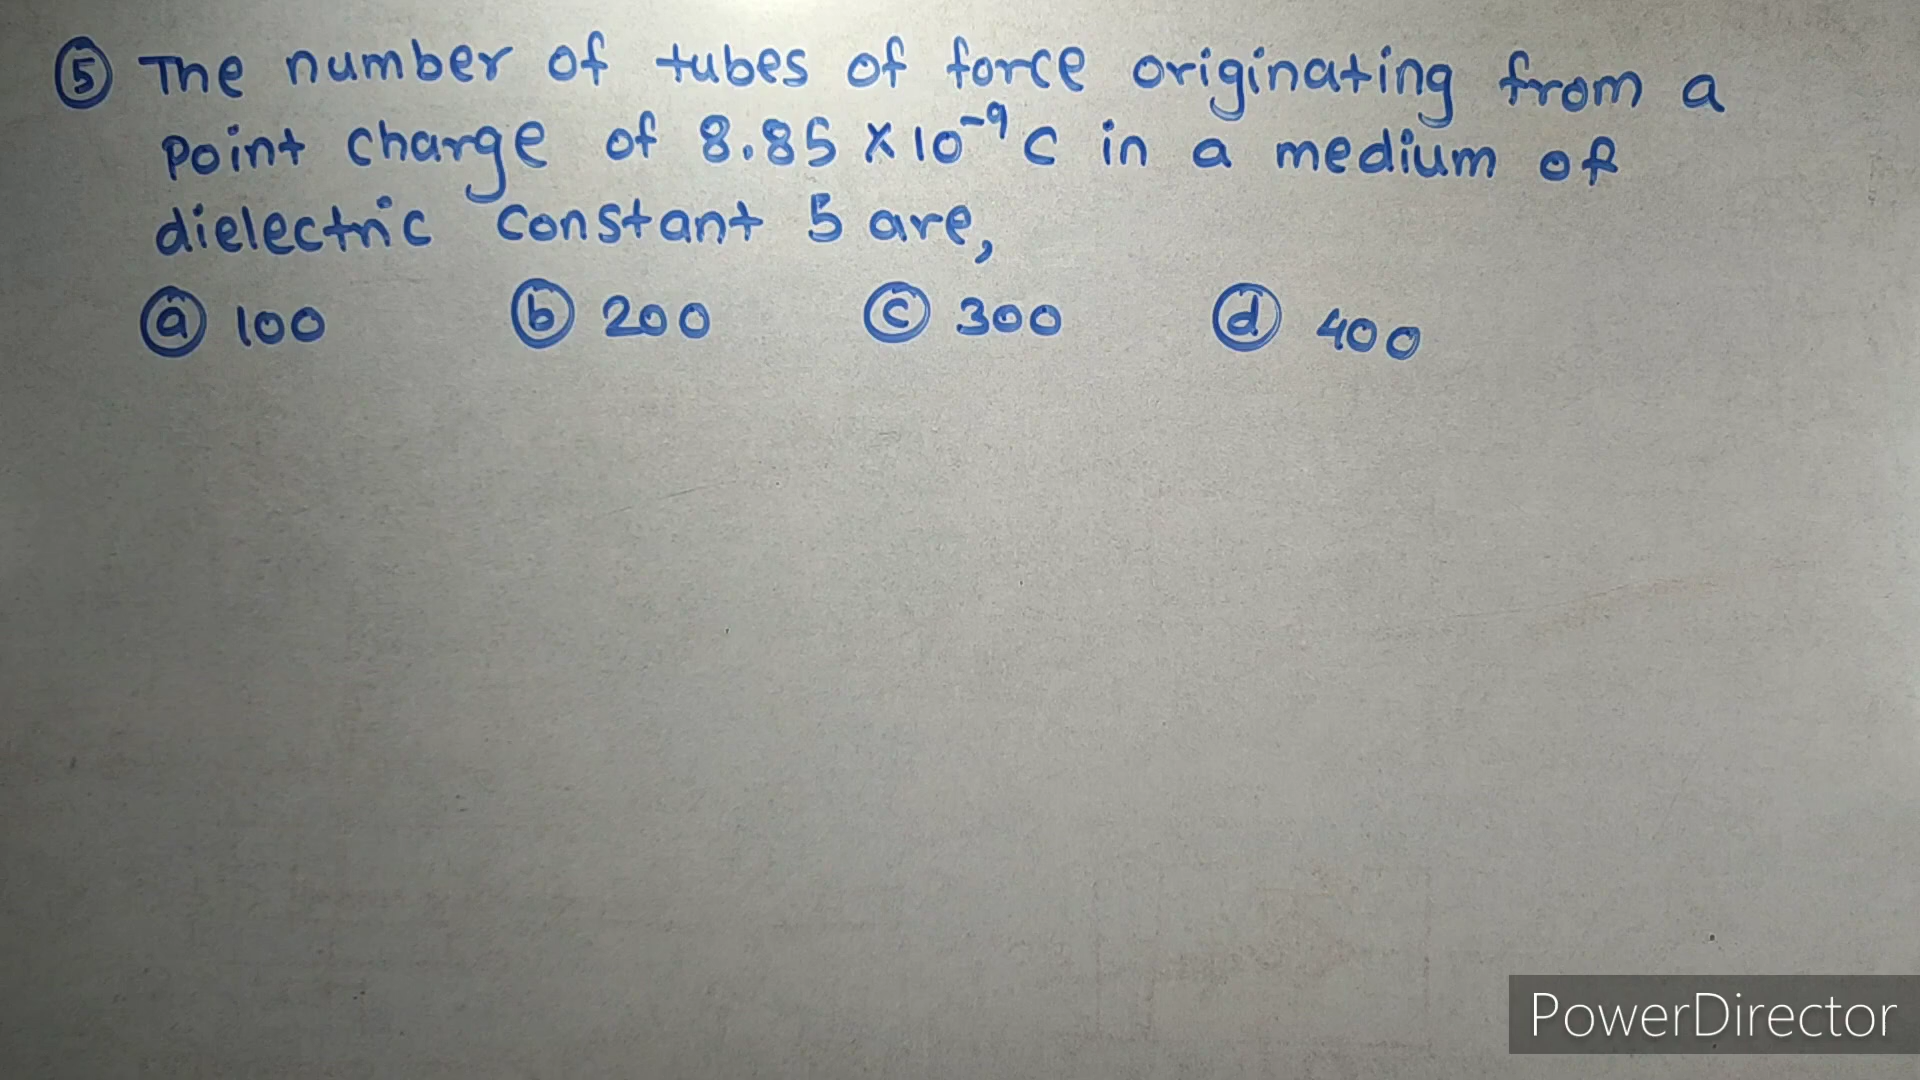 ⑤ The number of tubes of force originating from a
point charge of 8.85 × 10⁻⁹ C in a medium of
dielectric constant 5 are,
ⓐ 100 ⓑ 200 ⓒ 300 ⓓ 400
PowerDirector